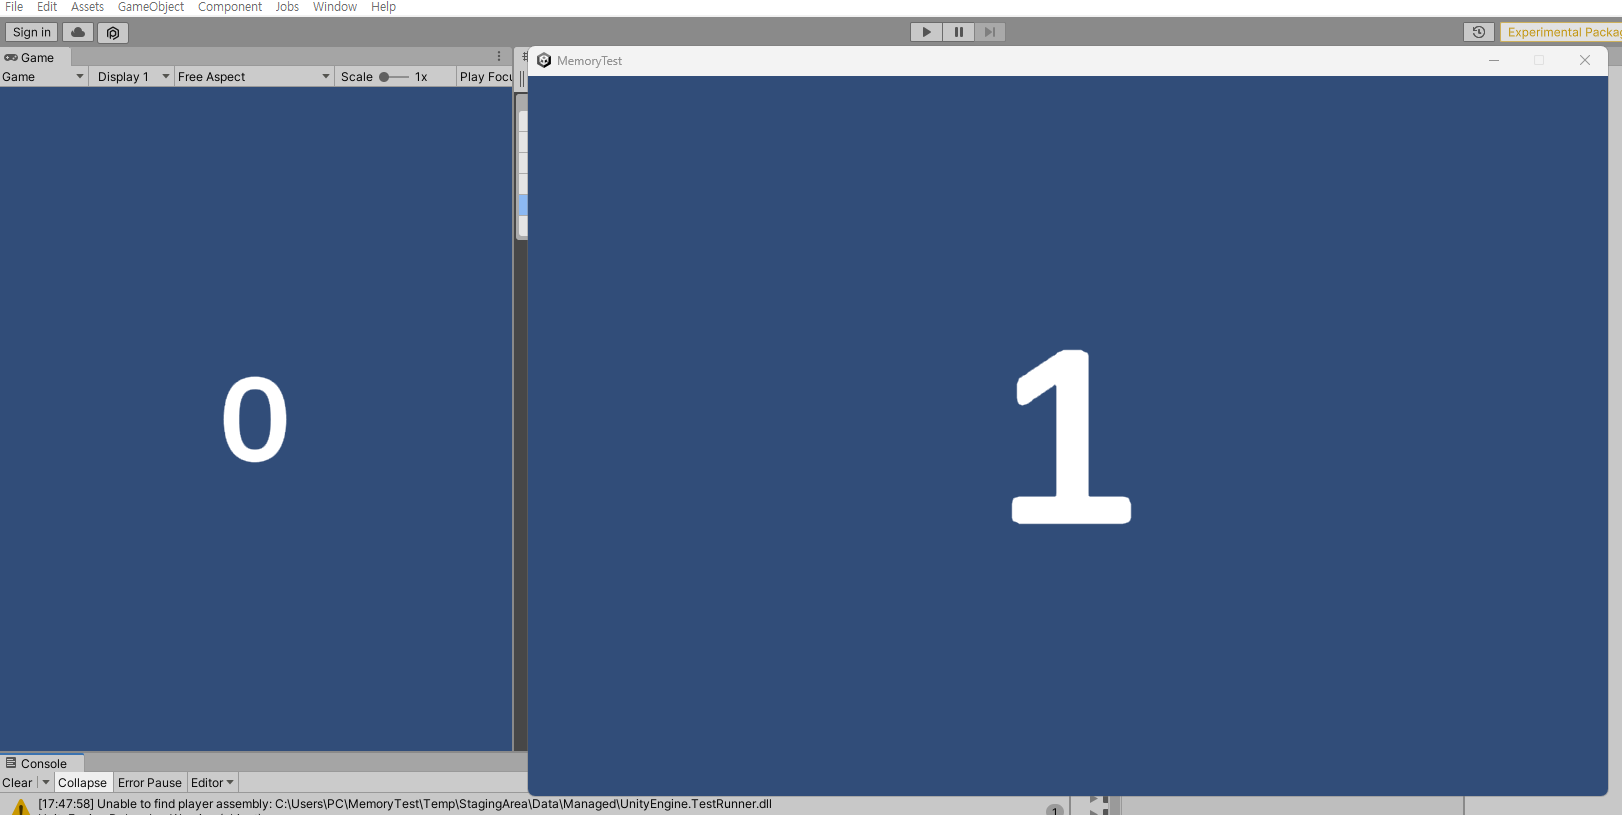 File Edit Assets GameObject Component Jobs Window Help
Sign in
Experimental Packag
Game
Game Display 1 Free Aspect Scale 1x Play Focu
MemoryTest
0
1
Console
Clear Collapse Error Pause Editor
[17:47:58] Unable to find player assembly: C:\Users\PC\MemoryTest\Temp\StagingArea\Data\Managed\UnityEngine.TestRunner.dll
1